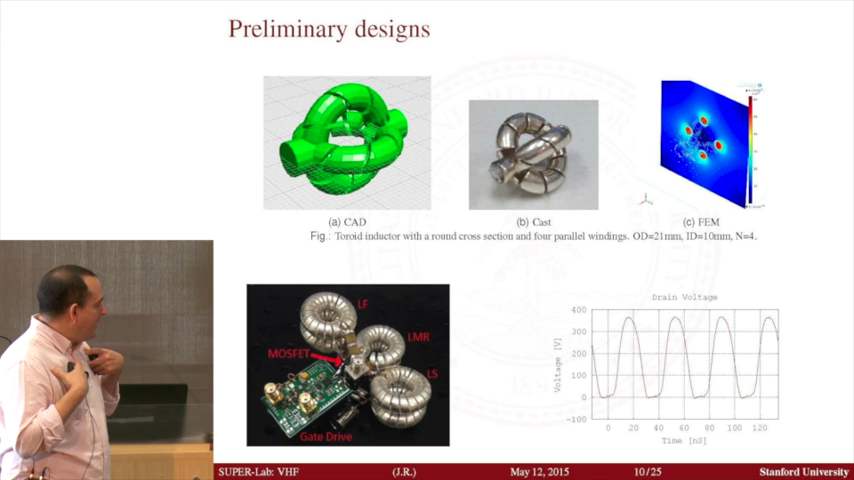 Preliminary designs
(a) CAD
(b) Cast
(c) FEM
Fig.: Toroid inductor with a round cross section and four parallel windings. OD=21mm, ID=10mm, N=4.
LF
LMR
MOSFET
LS
Gate Drive
Drain Voltage
400
300
200
100
0
-100
Voltage [V]
0 20 40 60 80 100 120
Time [nS]
SUPER-Lab: VHF (J.R.) May 12, 2015 10/25 Stanford University